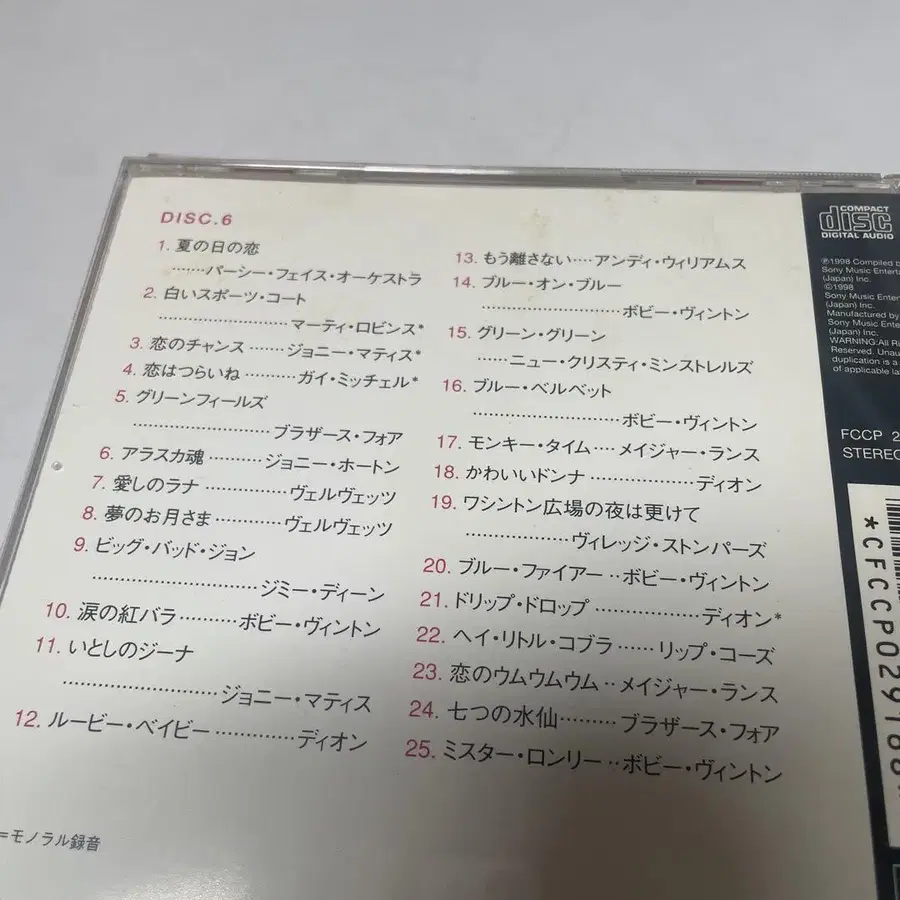 DISC.6
1. 夏の日の恋
‥‥‥パーシー・フェイス・オーケストラ
2. 白いスポーツ・コート
‥‥‥‥‥‥‥‥‥‥‥マーティ・ロビンス*
3. 恋のチャンス‥‥‥ジョニー・マティス*
4. 恋はつらいね‥‥‥‥‥ガイ・ミッチェル*
5. グリーンフィールズ
‥‥‥‥‥‥‥‥‥‥‥‥ブラザース・フォア
6. アラスカ魂‥‥‥‥‥ジョニー・ホートン
7. 愛しのラナ‥‥‥‥‥‥‥ヴェルヴェッツ
8. 夢のお月さま‥‥‥‥‥‥ヴェルヴェッツ
9. ビッグ・バッド・ジョン
‥‥‥‥‥‥‥‥‥‥‥‥‥ジミー・ディーン
10. 涙の紅バラ‥‥‥‥‥ボビー・ヴィントン
11. いとしのジーナ
‥‥‥‥‥‥‥‥‥‥‥‥ジョニー・マティス
12. ルービー・ベイビー‥‥‥‥‥‥ディオン
=モノラル録音
13. もう離さない‥‥アンディ・ウィリアムス
14. ブルー・オン・ブルー
‥‥‥‥‥‥‥‥‥‥‥ボビー・ヴィントン
15. グリーン・グリーン
‥‥‥ニュー・クリスティ・ミンストレルズ
16. ブルー・ベルベット
‥‥‥‥‥‥‥‥‥‥‥ボビー・ヴィントン
17. モンキー・タイム‥‥メイジャー・ランス
18. かわいいドンナ‥‥‥‥‥‥‥‥ディオン
19. ワシントン広場の夜は更けて
‥‥‥‥‥‥‥‥ヴィレッジ・ストンパーズ
20. ブルー・ファイアー‥ボビー・ヴィントン
21. ドリップ・ドロップ‥‥‥‥‥‥ディオン*
22. ヘイ・リトル・コブラ‥‥‥リップ・コーズ
23. 恋のウムウムウム‥メイジャー・ランス
24. 七つの水仙‥‥‥‥‥ブラザース・フォア
25. ミスター・ロンリー‥ボビー・ヴィントン
COMPACT
disc
DIGITAL AUDIO
℗1998 Compiled by
Sony Music Enter
(Japan) Inc.
©1998
Sony Music Enter
(Japan) Inc.
Manufactured by
Sony Music Enter
(Japan) Inc.
WARNING:All Ri
Reserved. Unau
duplication is a
of applicable la
FCCP 2
STEREO
*CFCCP029188